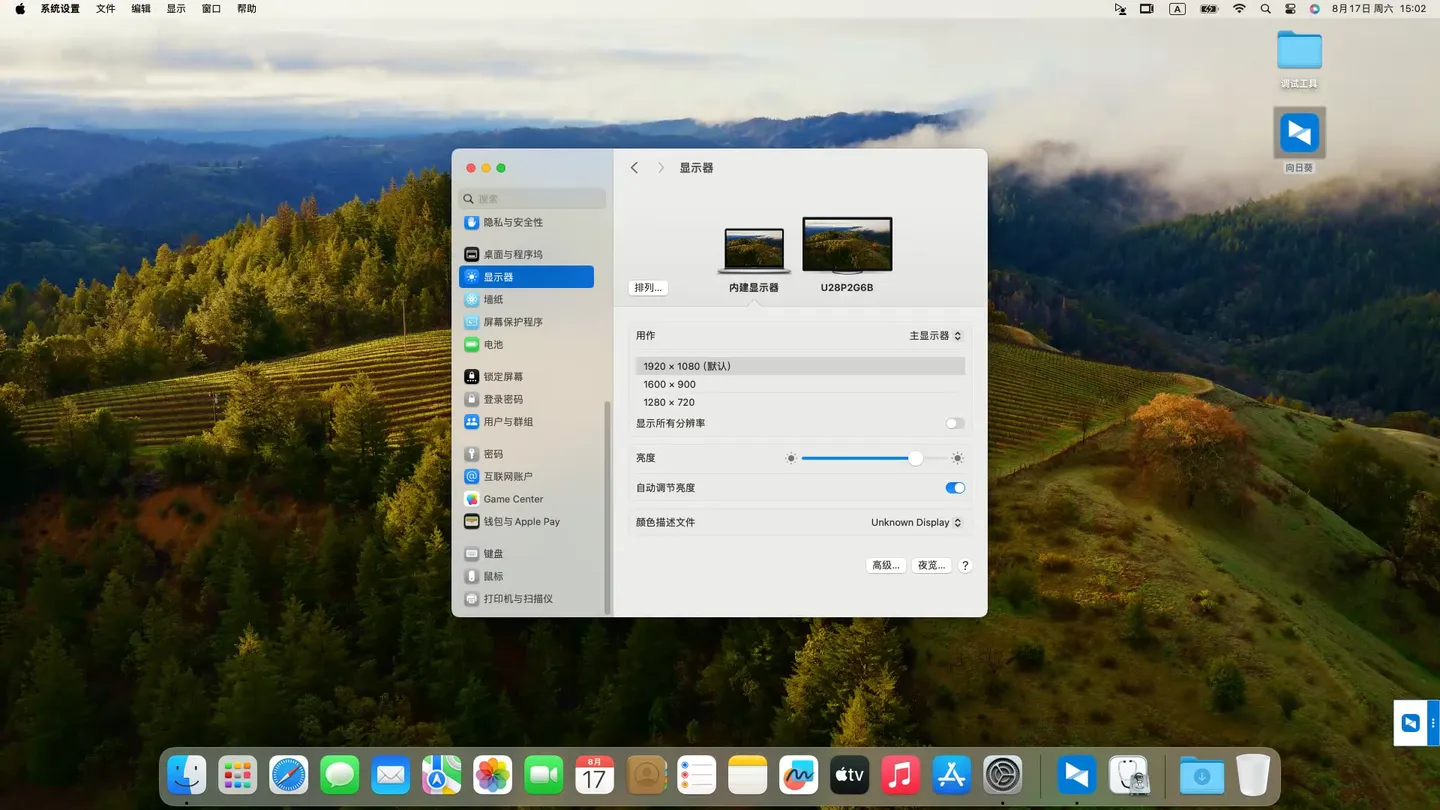 系统设置 文件 编辑 显示 窗口 帮助
A
8月17日 周六 15:02
调试工具
向日葵
搜索
隐私与安全性
桌面与程序坞
显示器
墙纸
屏幕保护程序
电池
锁定屏幕
登录密码
用户与群组
密码
互联网账户
Game Center
钱包与 Apple Pay
键盘
鼠标
打印机与扫描仪
显示器
排列...
内建显示器
U28P2G6B
用作
主显示器
1920 × 1080 (默认)
1600 × 900
1280 × 720
显示所有分辨率
亮度
自动调节亮度
颜色描述文件
Unknown Display
高级...
夜览...
?
8月
17
tv